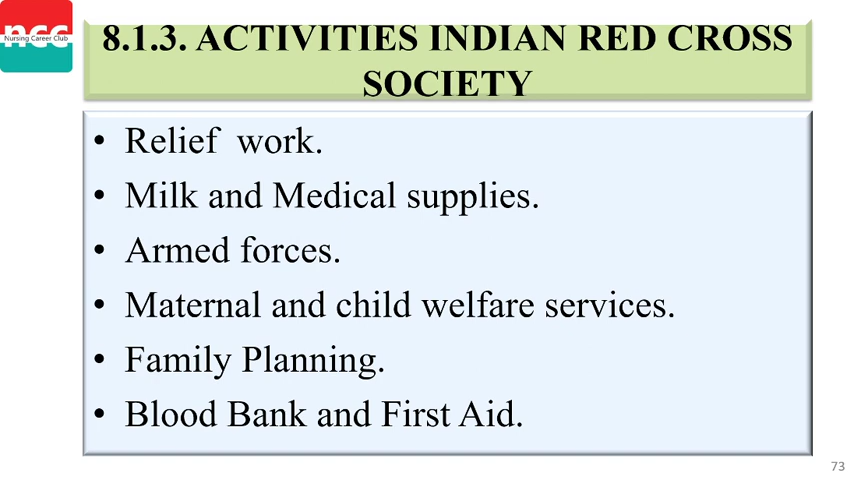 ncc
Nursing Career Club
8.1.3. ACTIVITIES INDIAN RED CROSS
SOCIETY
• Relief work.
• Milk and Medical supplies.
• Armed forces.
• Maternal and child welfare services.
• Family Planning.
• Blood Bank and First Aid.
73